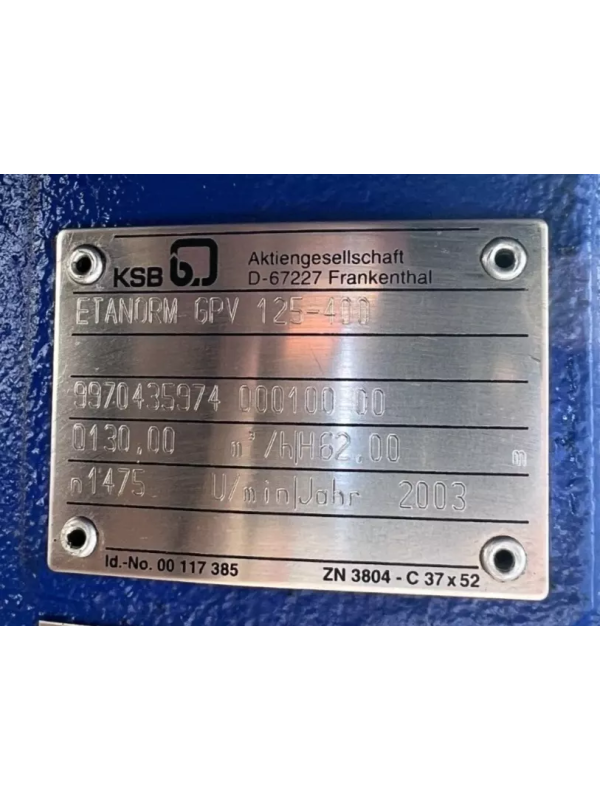 KSB Aktiengesellschaft
D-67227 Frankenthal
ETANORM GPV 125-400
9970435974 000100 00
Q130.00 m³/h|H62.00 m
n1475. U/min|Jahr 2003
Id.-No. 00 117 385 ZN 3804 - C 37 x 52